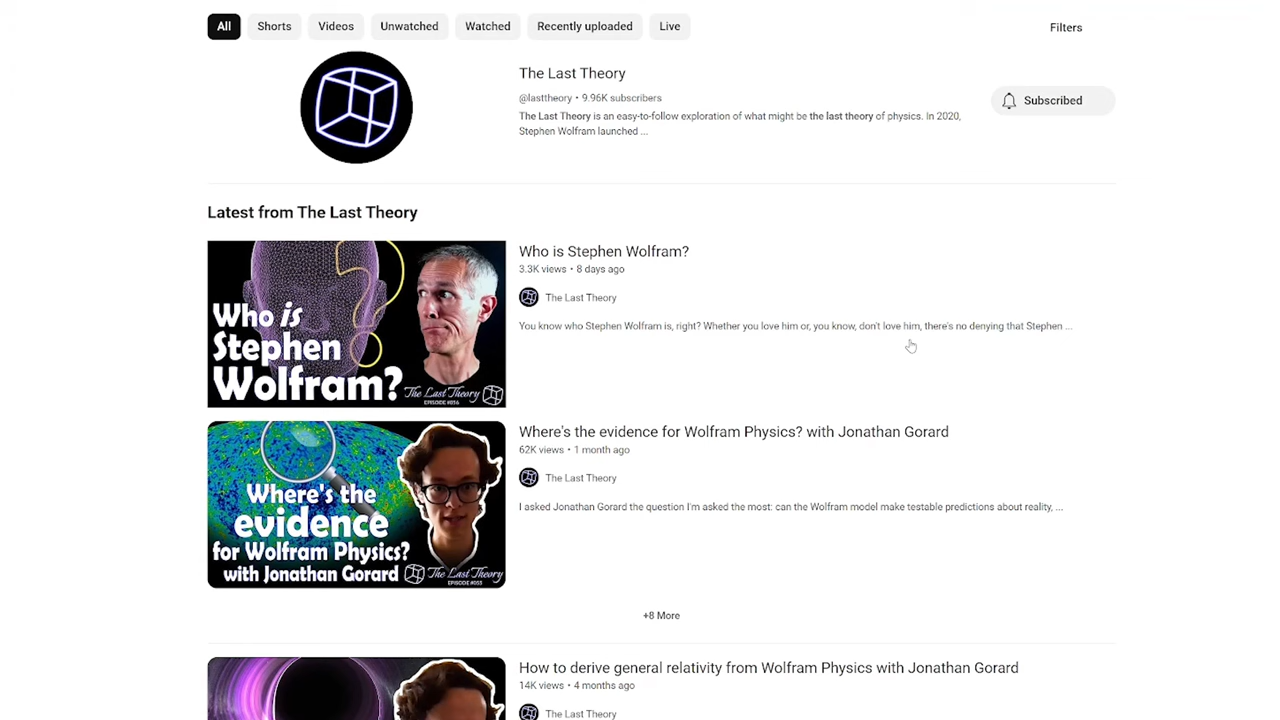 All
Shorts
Videos
Unwatched
Watched
Recently uploaded
Live
Filters
The Last Theory
@lasttheory • 9.96K subscribers
The Last Theory is an easy-to-follow exploration of what might be the last theory of physics. In 2020,
Stephen Wolfram launched ...
Subscribed
Latest from The Last Theory
Who is
Stephen
Wolfram?
The Last Theory
EPISODE #056
Who is Stephen Wolfram?
3.3K views • 8 days ago
The Last Theory
You know who Stephen Wolfram is, right? Whether you love him or, you know, don't love him, there's no denying that Stephen ...
Where's the
evidence
for Wolfram Physics?
with Jonathan Gorard
The Last Theory
EPISODE #055
Where's the evidence for Wolfram Physics? with Jonathan Gorard
62K views • 1 month ago
The Last Theory
I asked Jonathan Gorard the question I'm asked the most: can the Wolfram model make testable predictions about reality, ...
+8 More
How to derive general relativity from Wolfram Physics with Jonathan Gorard
14K views • 4 months ago
The Last Theory